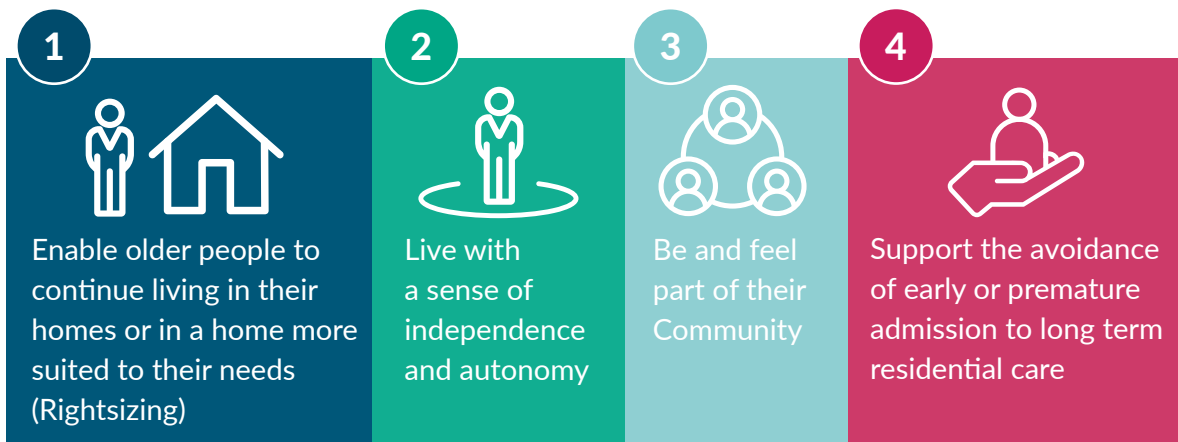 1
Enable older people to
continue living in their
homes or in a home more
suited to their needs
(Rightsizing)
2
Live with
a sense of
independence
and autonomy
3
Be and feel
part of their
Community
4
Support the avoidance
of early or premature
admission to long term
residential care